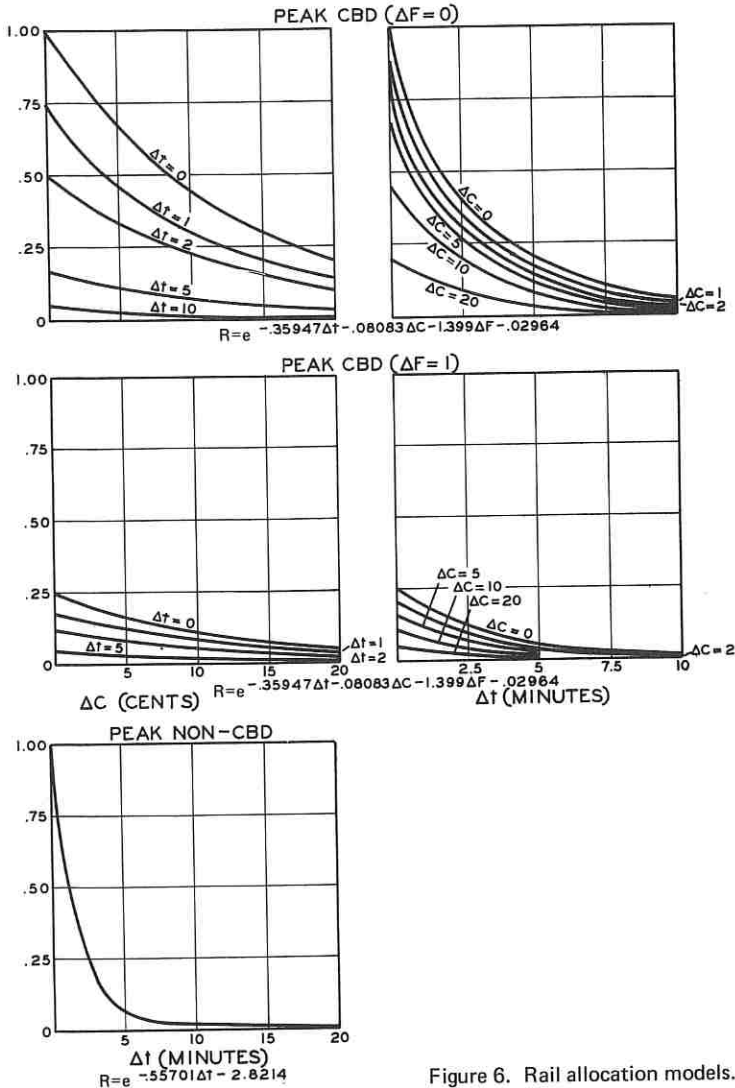 PEAK CBD (ΔF=0)
1.00
.75
.50
.25
0
Δt=0
Δt=1
Δt=2
Δt=5
Δt=10
ΔC=0
ΔC=5
ΔC=10
ΔC=20
ΔC=1
ΔC=2
R=e^-.35947Δt-.08083ΔC-1.399ΔF-.02964
PEAK CBD (ΔF=1)
1.00
.75
.50
.25
0
Δt=0
Δt=5
Δt=1
Δt=2
5 10 15 20
ΔC (CENTS)
ΔC=5
ΔC=10
ΔC=20
ΔC=0
ΔC=2
2.5 5 7.5 10
Δt (MINUTES)
R=e^-.35947Δt-.08083ΔC-1.399ΔF-.02964
PEAK NON-CBD
1.00
.75
.50
.25
0
5 10 15 20
Δt (MINUTES)
R=e^-.55701Δt-2.8214
Figure 6. Rail allocation models.